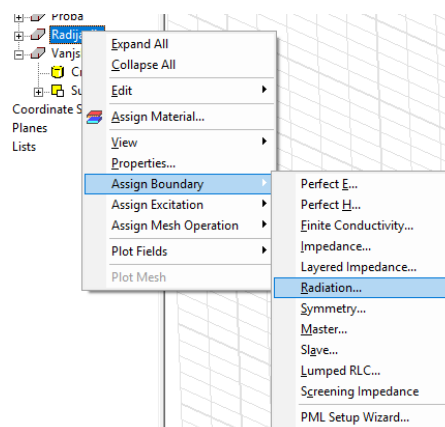 Proba
Vanjs
Coordinate S
Planes
Lists
Expand All
Collapse All
Edit
Assign Material...
View
Properties...
Assign Boundary
Assign Excitation
Assign Mesh Operation
Plot Fields
Plot Mesh
Perfect E...
Perfect H...
Finite Conductivity...
Impedance...
Layered Impedance...
Radiation...
Symmetry...
Master...
Slave...
Lumped RLC...
Screening Impedance
PML Setup Wizard...